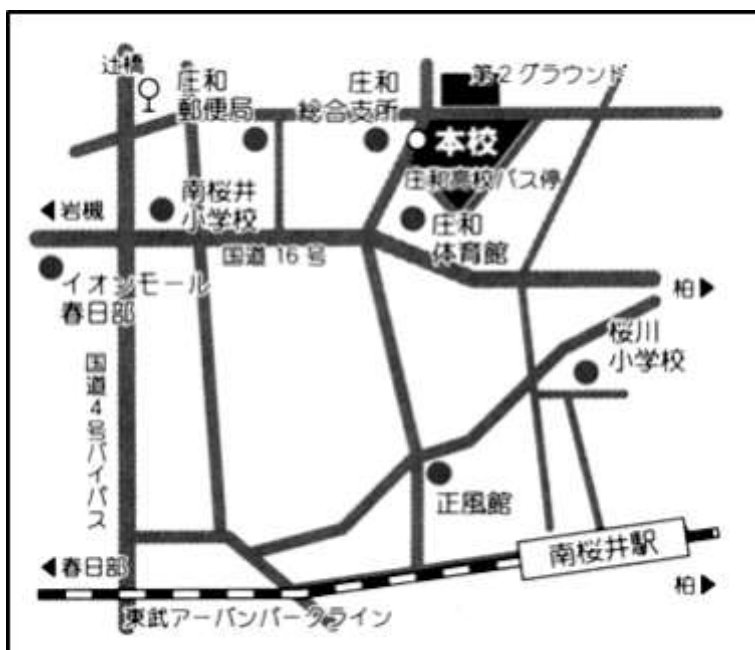 辻橋
庄和
郵便局
庄和
総合支所
第2グラウンド
本校
庄和高校バス停
◀岩槻
南桜井
小学校
庄和
体育館
国道16号
イオンモール
春日部
柏▶
桜川
小学校
国道4号バイパス
正風館
南桜井駅
◀春日部
柏▶
東武アーバンパークライン